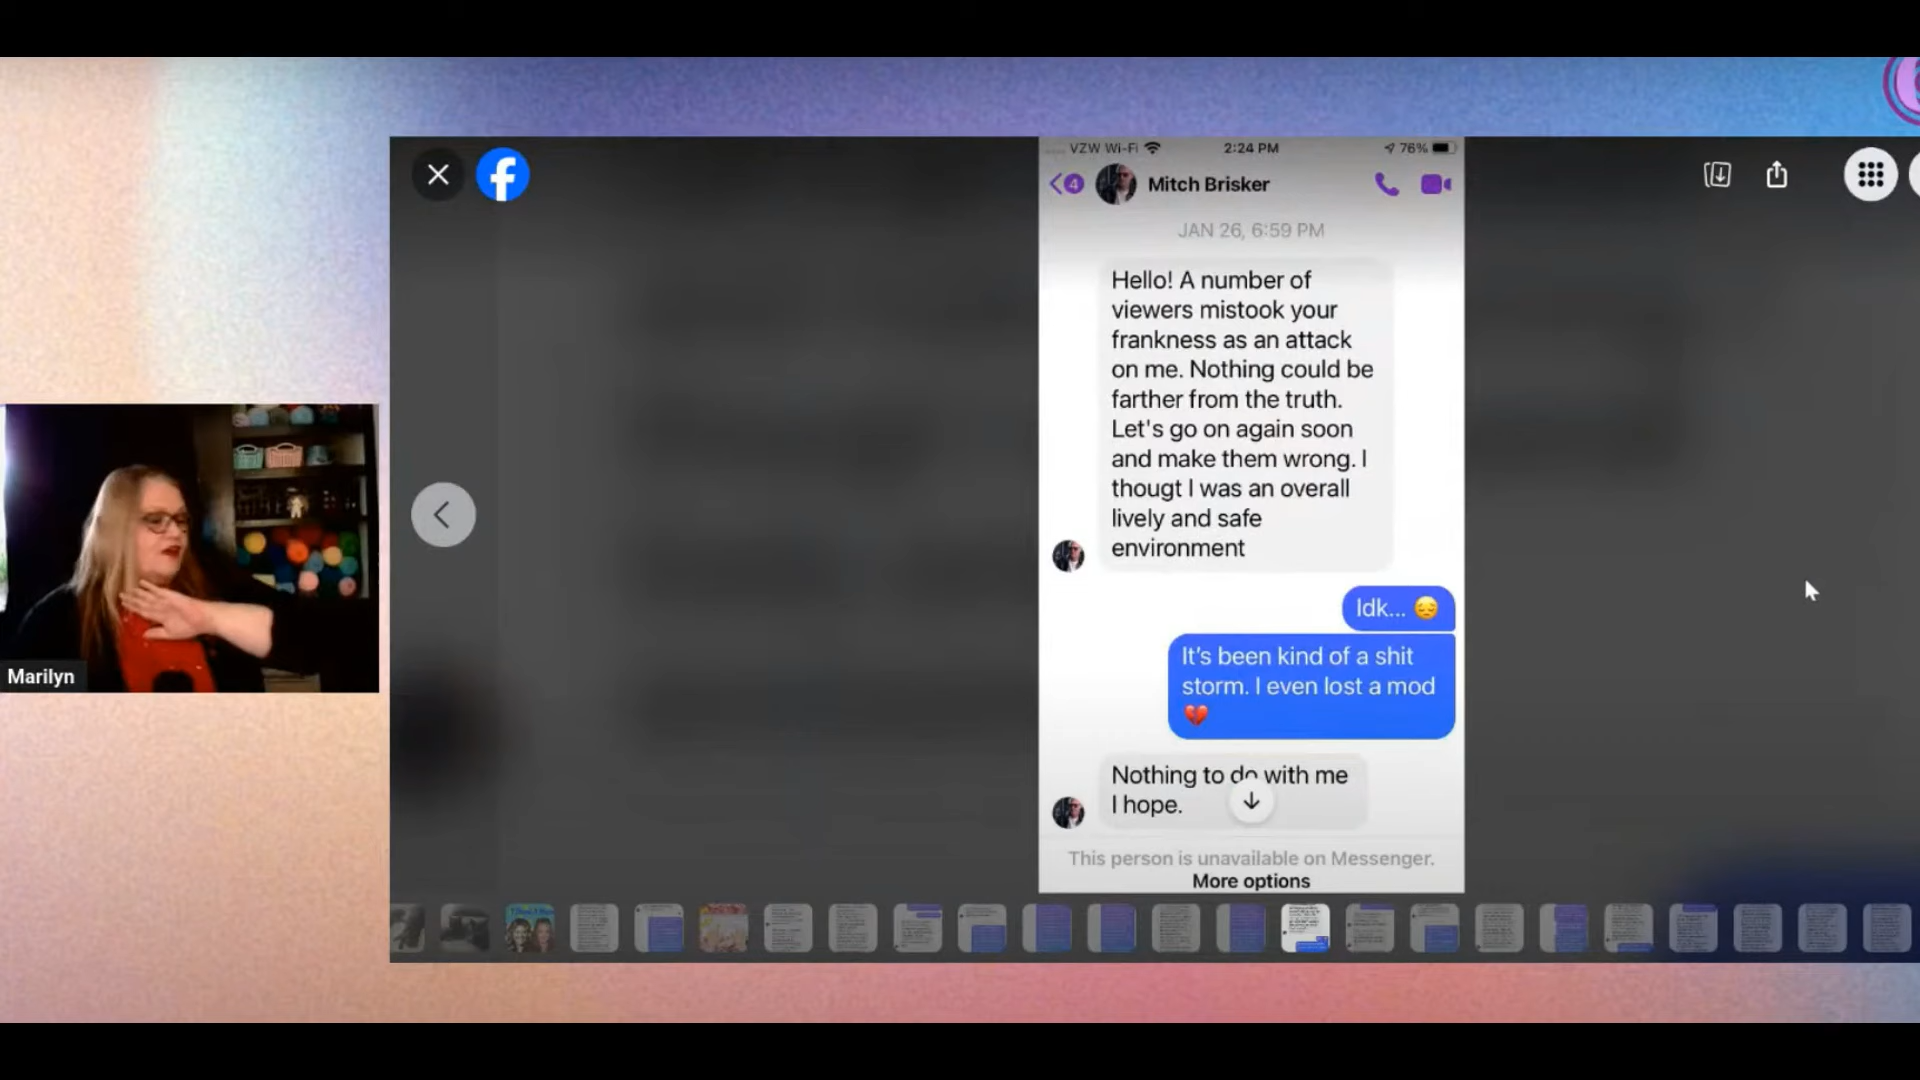 VZW Wi-Fi
2:24 PM
76%
4
Mitch Brisker
JAN 26, 6:59 PM
Hello! A number of
viewers mistook your
frankness as an attack
on me. Nothing could be
farther from the truth.
Let's go on again soon
and make them wrong. I
thougt I was an overall
lively and safe
environment
Idk... 😔
It's been kind of a shit
storm. I even lost a mod
💔
Nothing to do with me
I hope.
This person is unavailable on Messenger.
More options
Marilyn